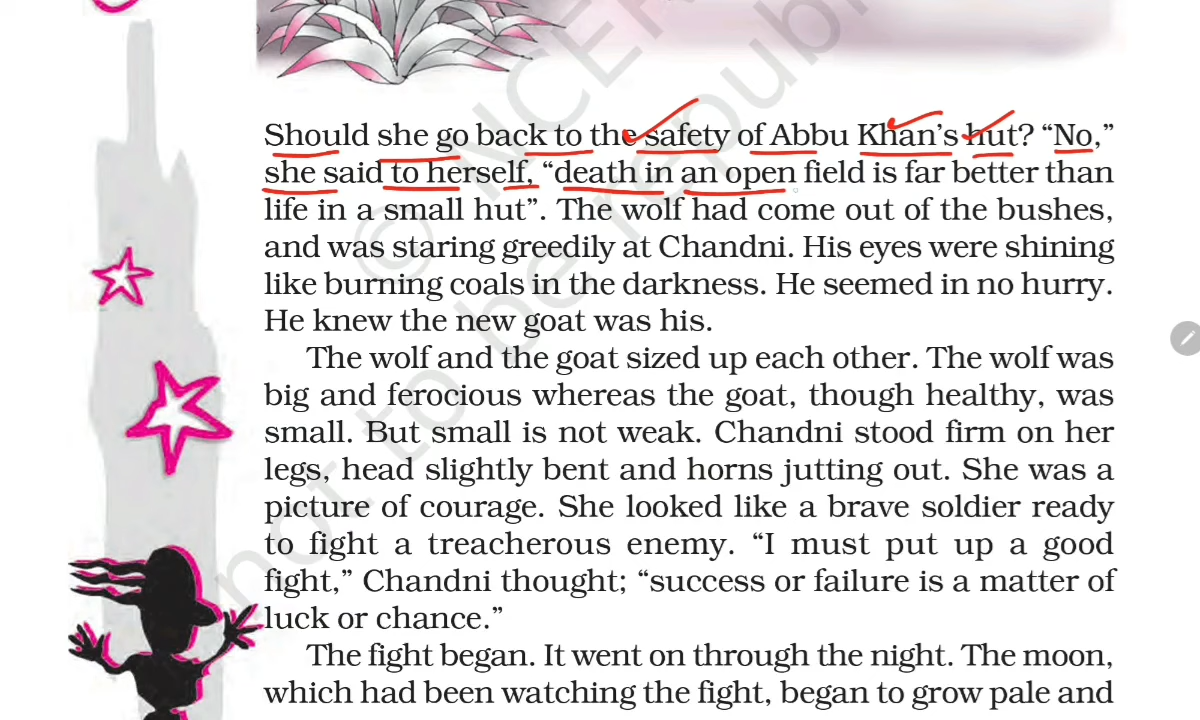 Should she go back to the safety of Abbu Khan's hut? “No,”
she said to herself, “death in an open field is far better than
life in a small hut”. The wolf had come out of the bushes,
and was staring greedily at Chandni. His eyes were shining
like burning coals in the darkness. He seemed in no hurry.
He knew the new goat was his.
The wolf and the goat sized up each other. The wolf was
big and ferocious whereas the goat, though healthy, was
small. But small is not weak. Chandni stood firm on her
legs, head slightly bent and horns jutting out. She was a
picture of courage. She looked like a brave soldier ready
to fight a treacherous enemy. “I must put up a good
fight,” Chandni thought; “success or failure is a matter of
luck or chance.”
The fight began. It went on through the night. The moon,
which had been watching the fight, began to grow pale and
© NCER
not to be republ